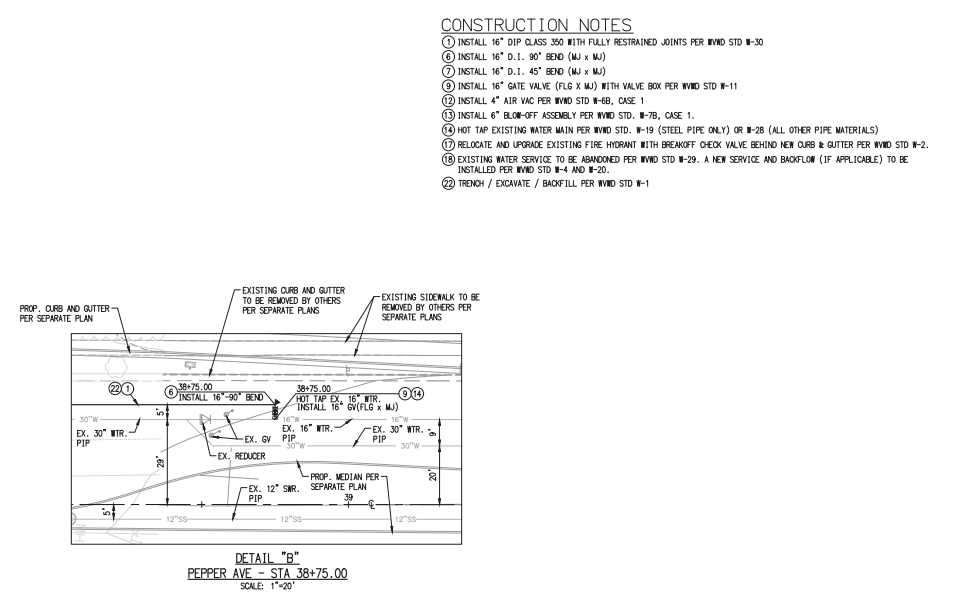 CONSTRUCTION NOTES
1 INSTALL 16" DIP CLASS 350 WITH FULLY RESTRAINED JOINTS PER WVWD STD W-30
6 INSTALL 16" D.I. 90° BEND (MJ x MJ)
7 INSTALL 16" D.I. 45° BEND (MJ x MJ)
9 INSTALL 16" GATE VALVE (FLG X MJ) WITH VALVE BOX PER WVWD STD W-11
12 INSTALL 4" AIR VAC PER WVWD STD W-6B, CASE 1
13 INSTALL 6" BLOW-OFF ASSEMBLY PER WVWD STD. W-7B, CASE 1.
14 HOT TAP EXISTING WATER MAIN PER WVWD STD. W-19 (STEEL PIPE ONLY) OR W-28 (ALL OTHER PIPE MATERIALS)
17 RELOCATE AND UPGRADE EXISTING FIRE HYDRANT WITH BREAKOFF CHECK VALVE BEHIND NEW CURB & GUTTER PER WVWD STD W-2.
18 EXISTING WATER SERVICE TO BE ABANDONED PER WVWD STD W-29. A NEW SERVICE AND BACKFLOW (IF APPLICABLE) TO BE
INSTALLED PER WVWD STD W-4 AND W-20.
22 TRENCH / EXCAVATE / BACKFILL PER WVWD STD W-1
EXISTING CURB AND GUTTER
TO BE REMOVED BY OTHERS
PER SEPARATE PLANS
EXISTING SIDEWALK TO BE
REMOVED BY OTHERS PER
SEPARATE PLANS
PROP. CURB AND GUTTER
PER SEPARATE PLAN
22 1
6
38+75.00
INSTALL 16"-90° BEND
38+75.00
HOT TAP EX. 16" WTR.
INSTALL 16" GV(FLG x MJ)
9 14
5'
30"W
16"W
16"W
EX. 30" WTR.
PIP
EX. GV
EX. 16" WTR.
PIP
EX. 30" WTR.
PIP
9'
30"W
30"W
EX. REDUCER
29'
20'
PROP. MEDIAN PER
SEPARATE PLAN
EX. 12" SWR.
PIP
39
5'
12"SS
12"SS
12"SS
DETAIL "B"
PEPPER AVE - STA 38+75.00
SCALE: 1"=20'